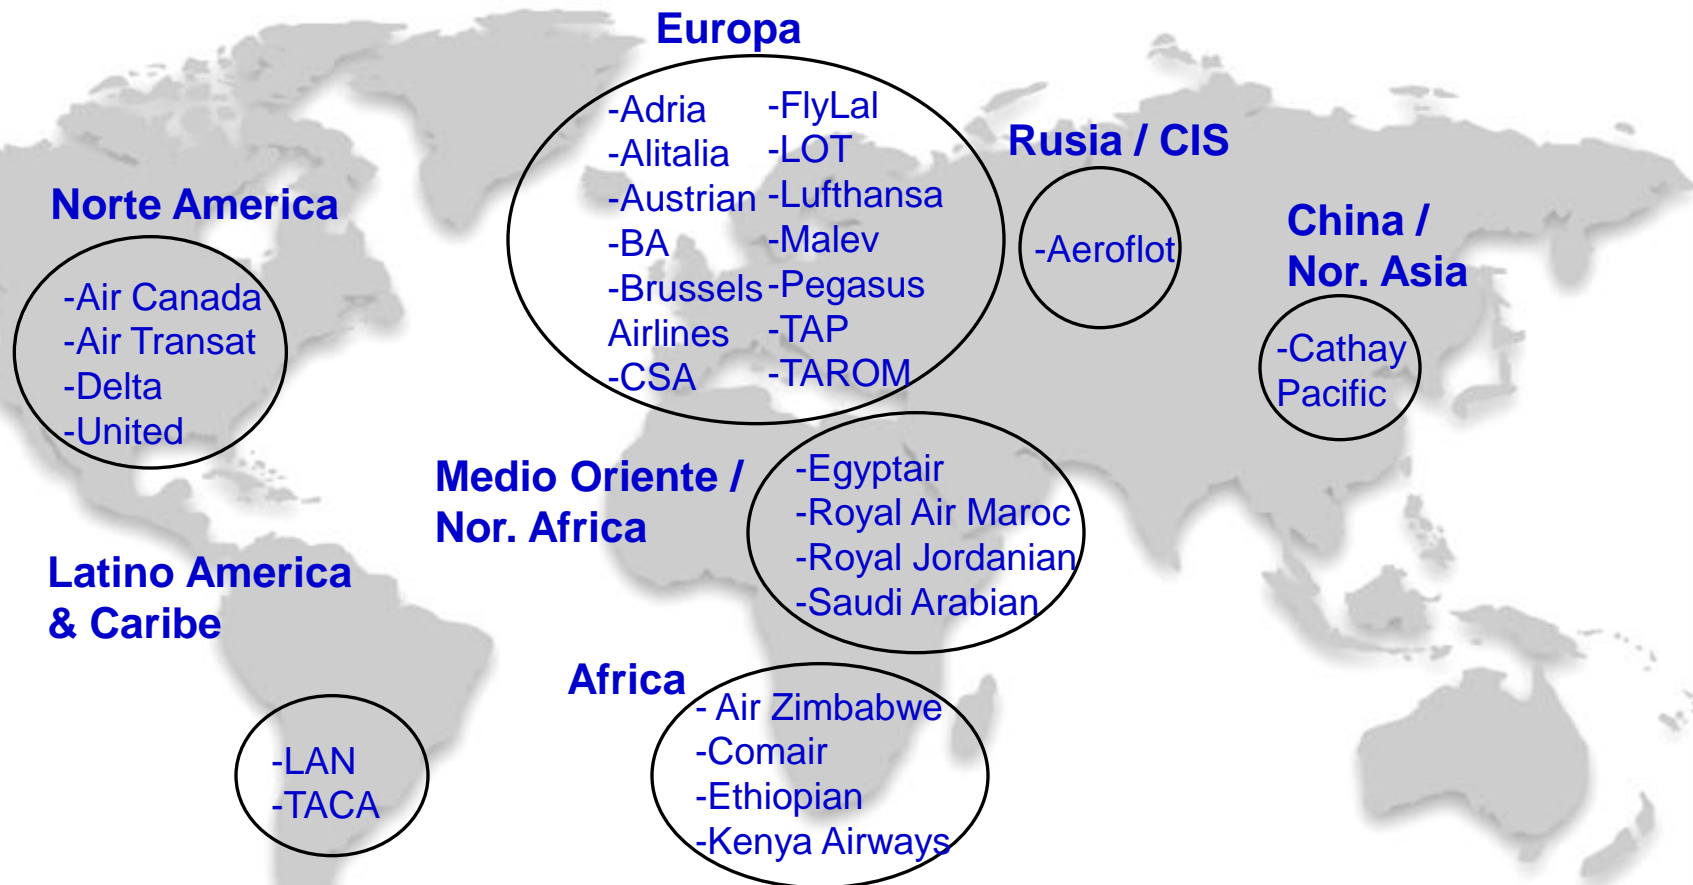 Europa
-Adria
-Alitalia
-Austrian
-BA
-Brussels
Airlines
-CSA
-FlyLal
-LOT
-Lufthansa
-Malev
-Pegasus
-TAP
-TAROM
Rusia / CIS
-Aeroflot
Norte America
-Air Canada
-Air Transat
-Delta
-United
China /
Nor. Asia
-Cathay
Pacific
Medio Oriente /
Nor. Africa
-Egyptair
-Royal Air Maroc
-Royal Jordanian
-Saudi Arabian
Latino America
& Caribe
-LAN
-TACA
Africa
- Air Zimbabwe
-Comair
-Ethiopian
-Kenya Airways